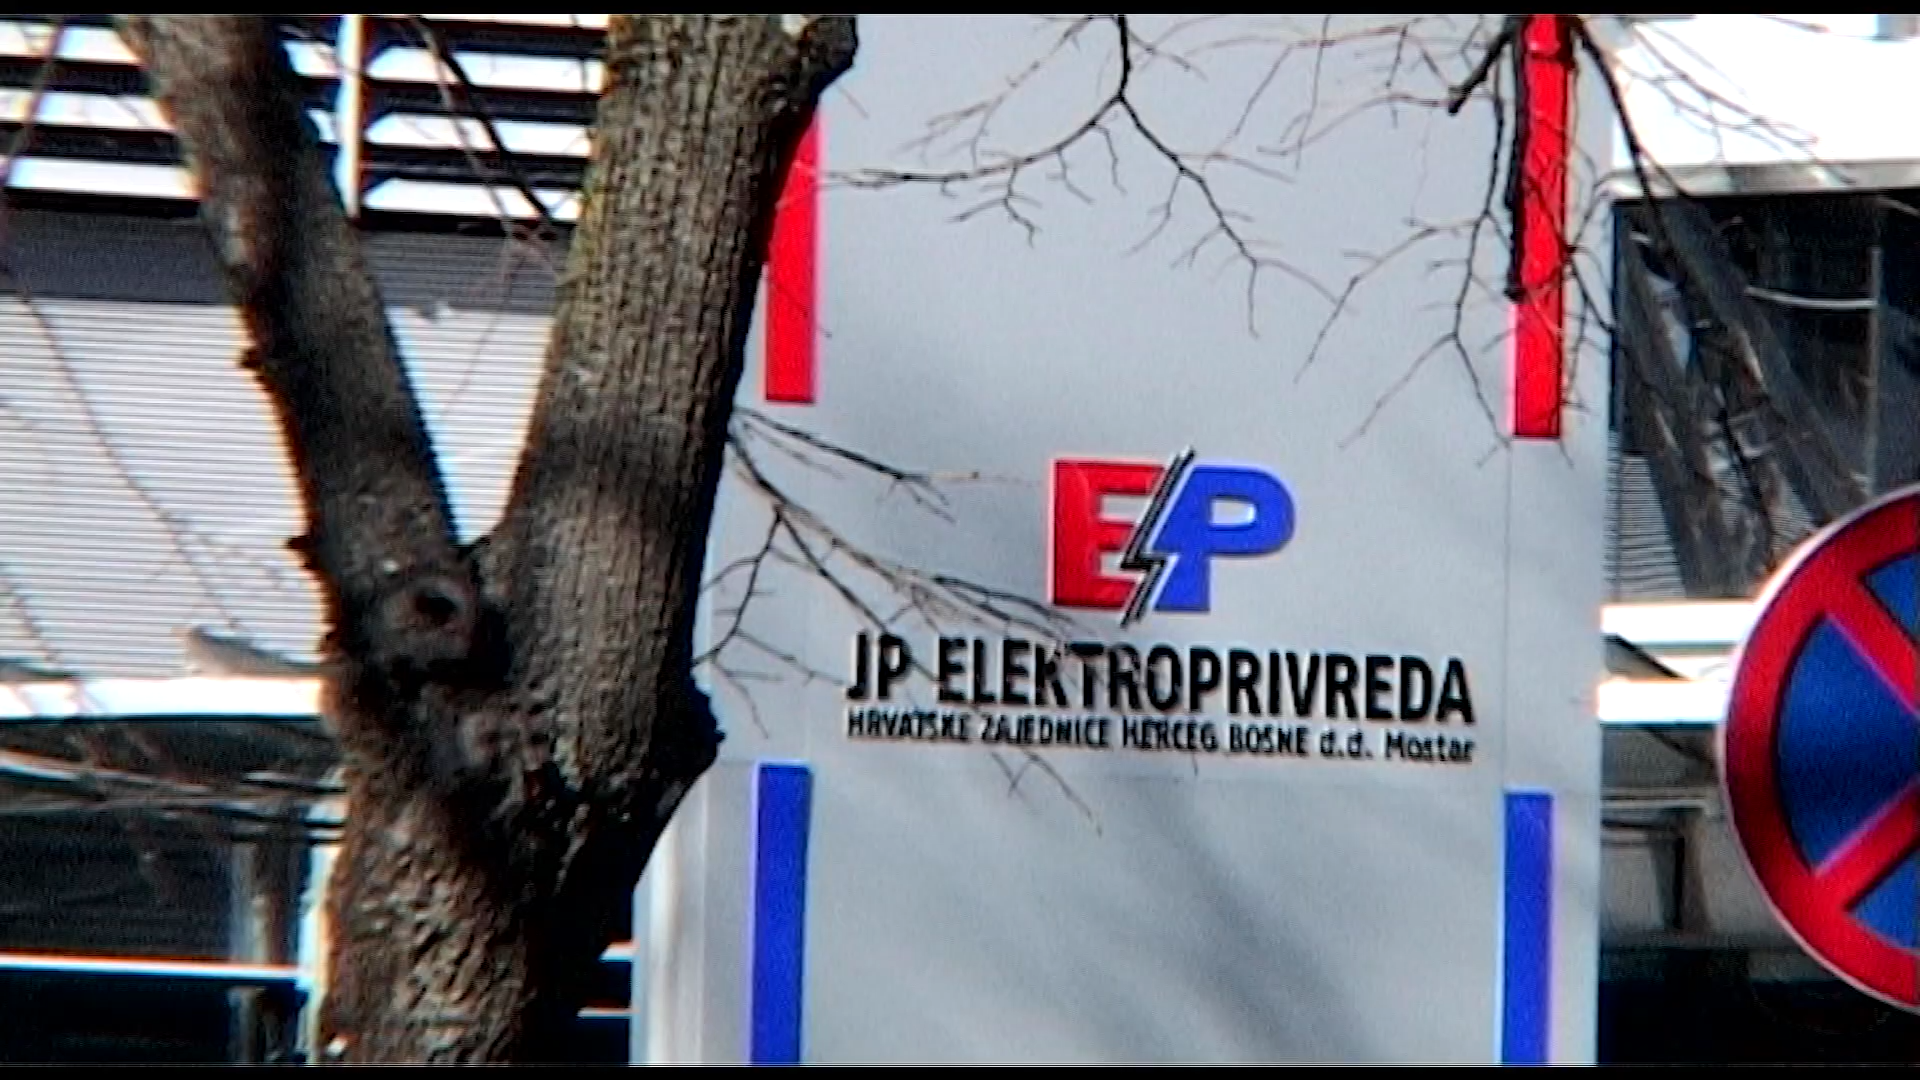 EP
JP ELEKTROPRIVREDA
HRVATSKE ZAJEDNICE HERCEG BOSNE d.d. Mostar